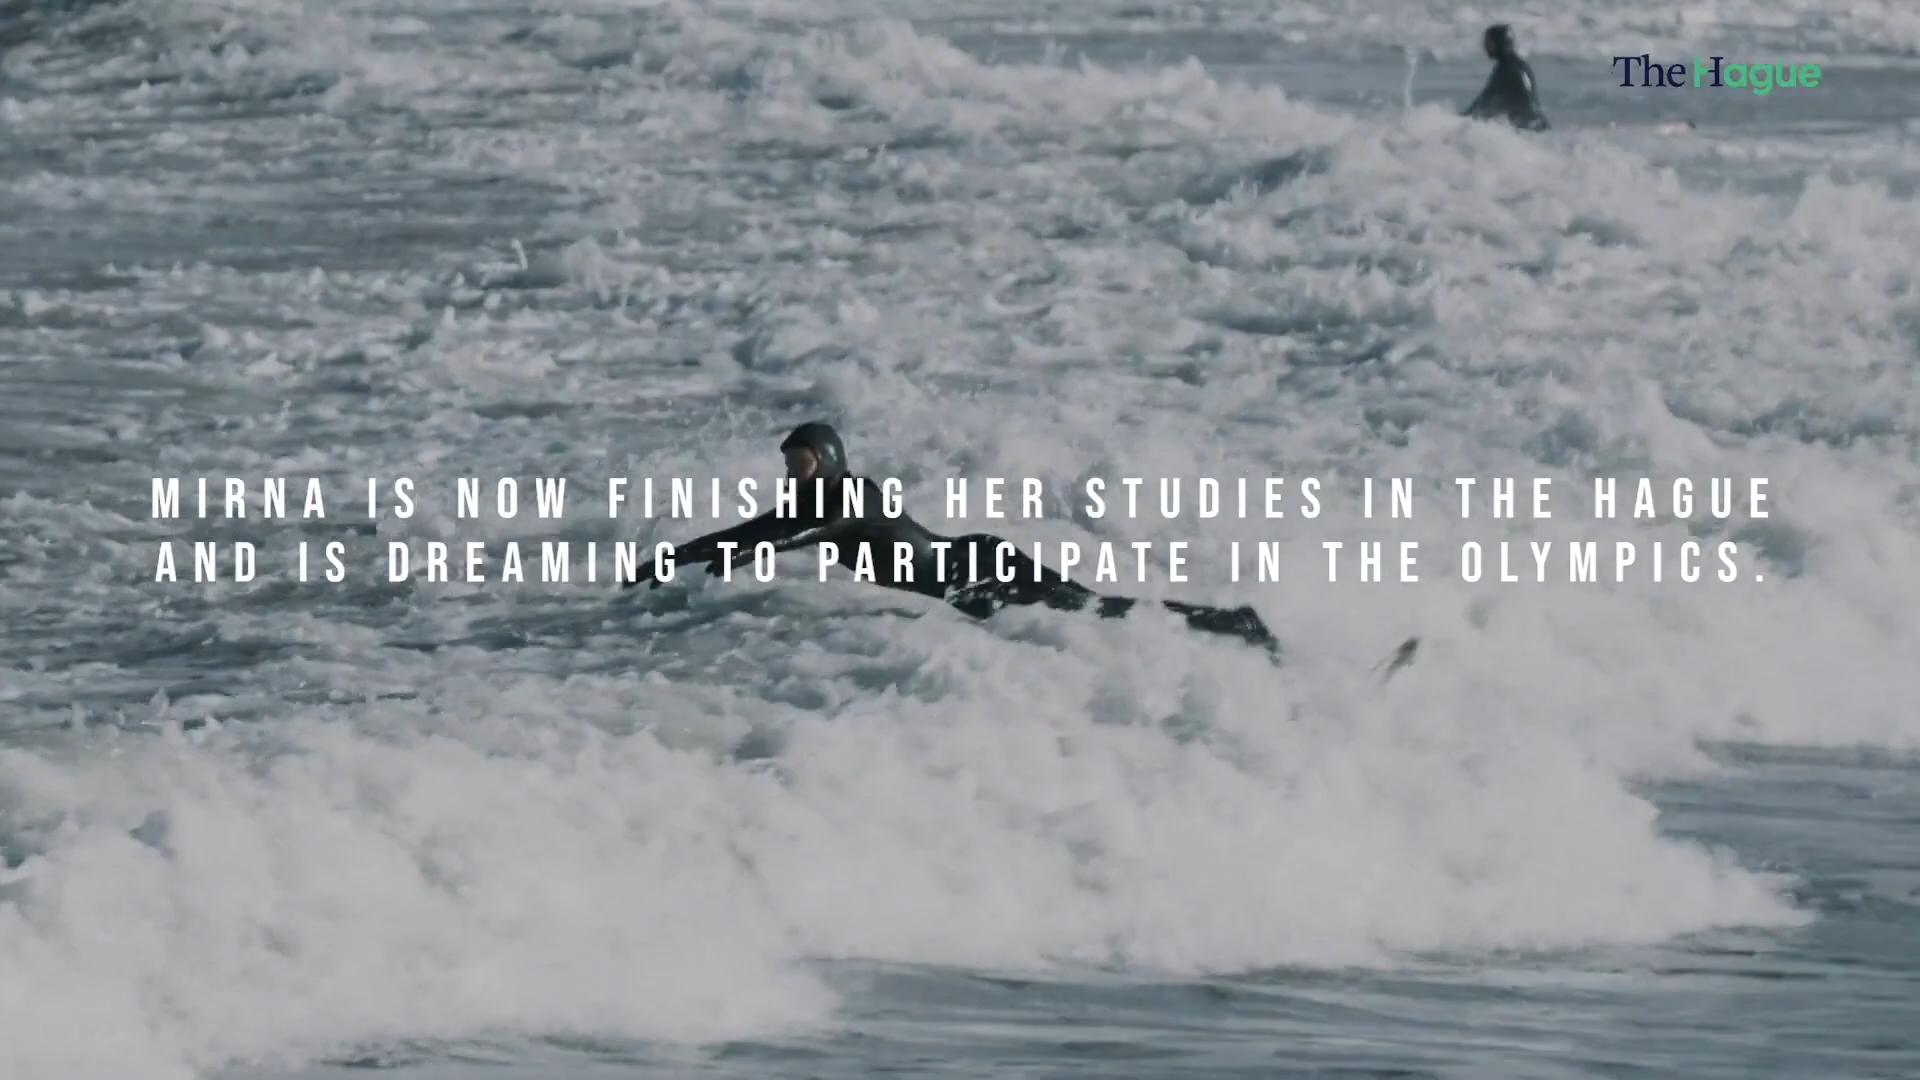 The Hague
MIRNA IS NOW FINISHING HER STUDIES IN THE HAGUE
AND IS DREAMING TO PARTICIPATE IN THE OLYMPICS.